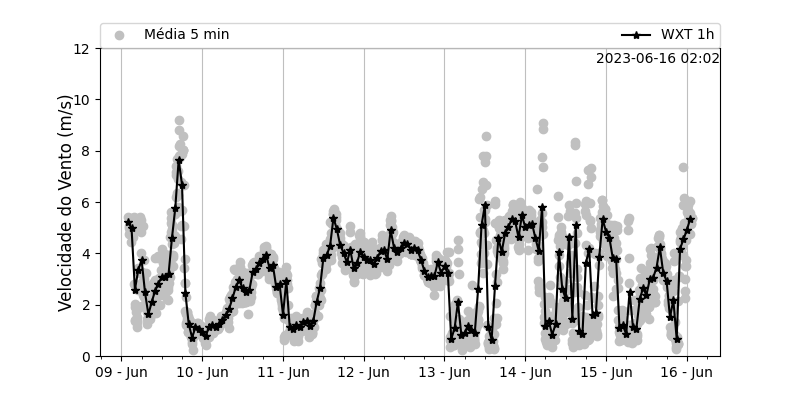 Média 5 min WXT 1h
2023-06-16 02:02
Velocidade do Vento (m/s)
12
10
8
6
4
2
0
09 - Jun 10 - Jun 11 - Jun 12 - Jun 13 - Jun 14 - Jun 15 - Jun 16 - Jun